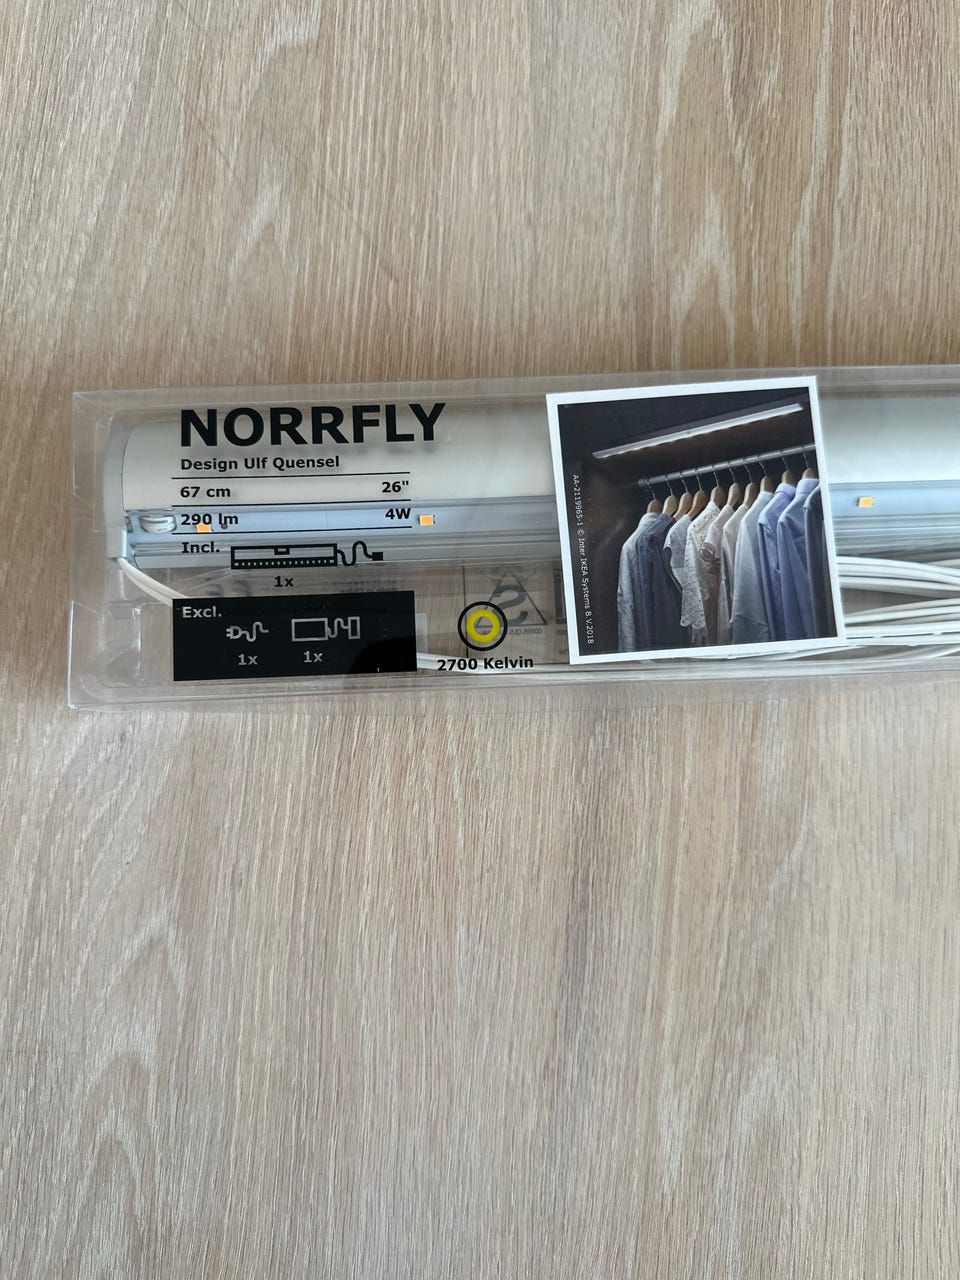 NORRFLY
Design Ulf Quensel
67 cm 26"
290 lm 4W
Incl.
1x
Excl.
1x 1x
2700 Kelvin
AA-2119965-1 © Inter IKEA Systems B.V.2018